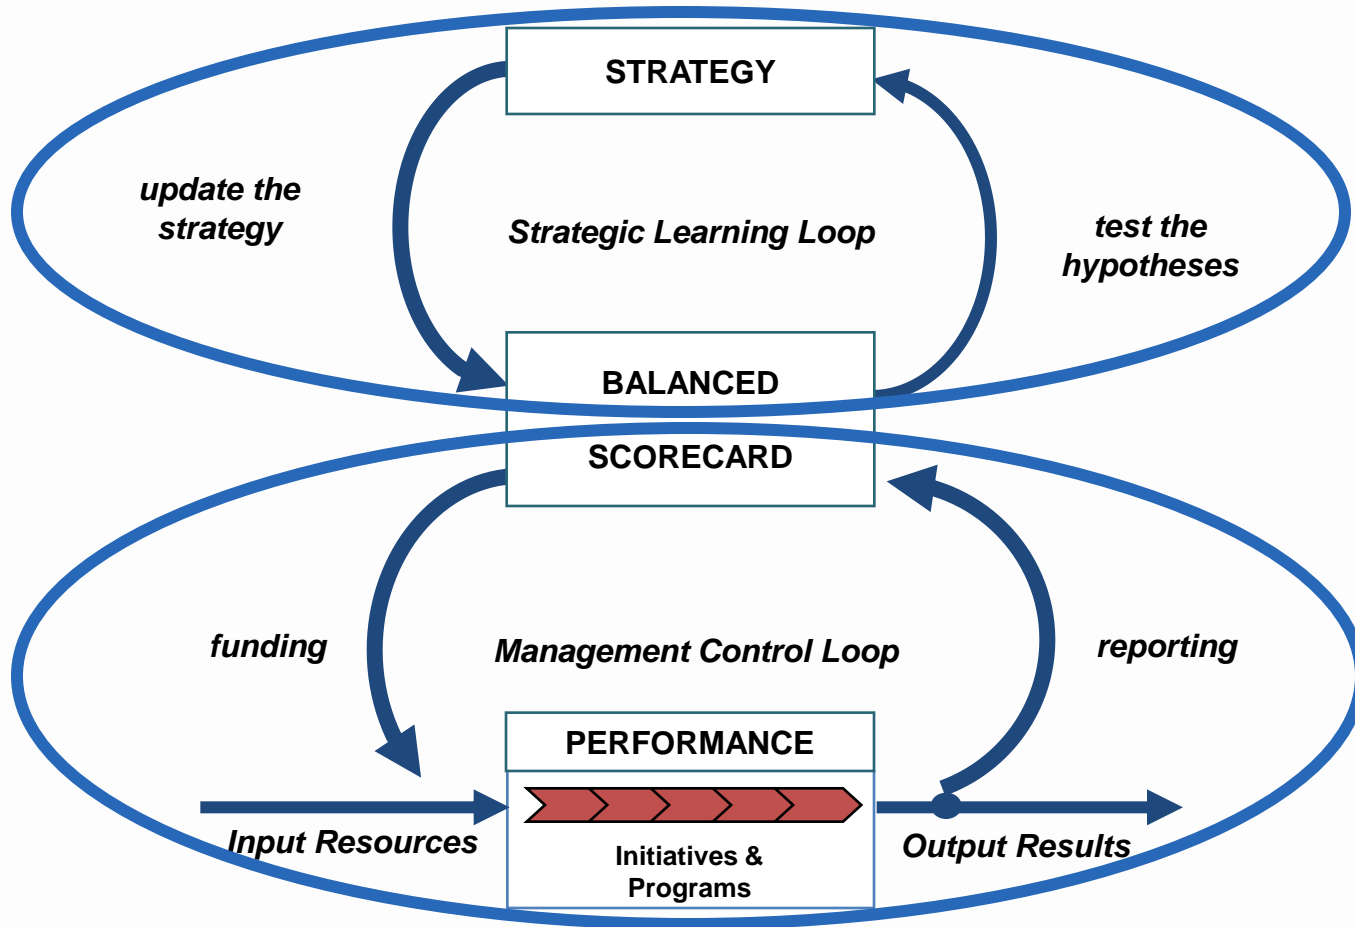 STRATEGY
update the
strategy
Strategic Learning Loop
test the
hypotheses
BALANCED
SCORECARD
funding
Management Control Loop
reporting
PERFORMANCE
Input Resources
Initiatives &
Programs
Output Results